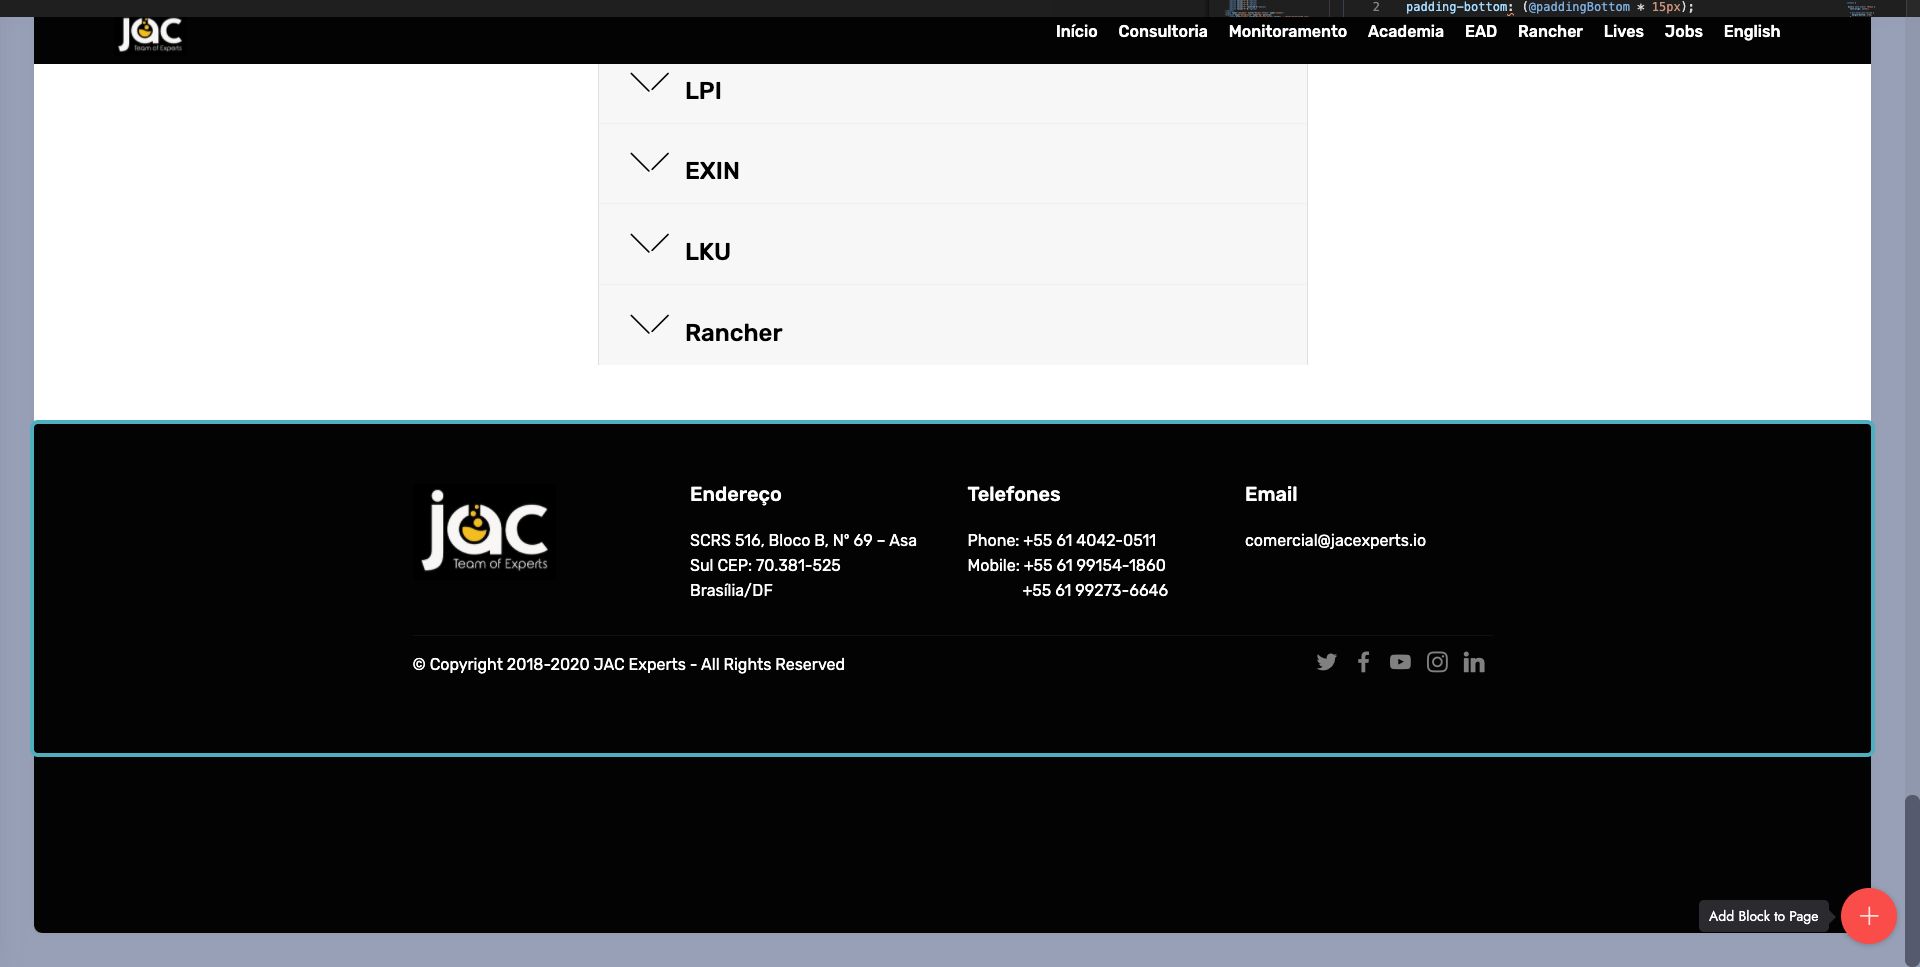 2 padding-bottom: (@paddingBottom * 15px);
jac
Team of Experts
Início Consultoria Monitoramento Academia EAD Rancher Lives Jobs English
LPI
EXIN
LKU
Rancher
jac
Team of Experts
Endereço
SCRS 516, Bloco B, Nº 69 – Asa
Sul CEP: 70.381-525
Brasília/DF
Telefones
Phone: +55 61 4042-0511
Mobile: +55 61 99154-1860
+55 61 99273-6646
Email
comercial@jacexperts.io
© Copyright 2018-2020 JAC Experts - All Rights Reserved
Add Block to Page